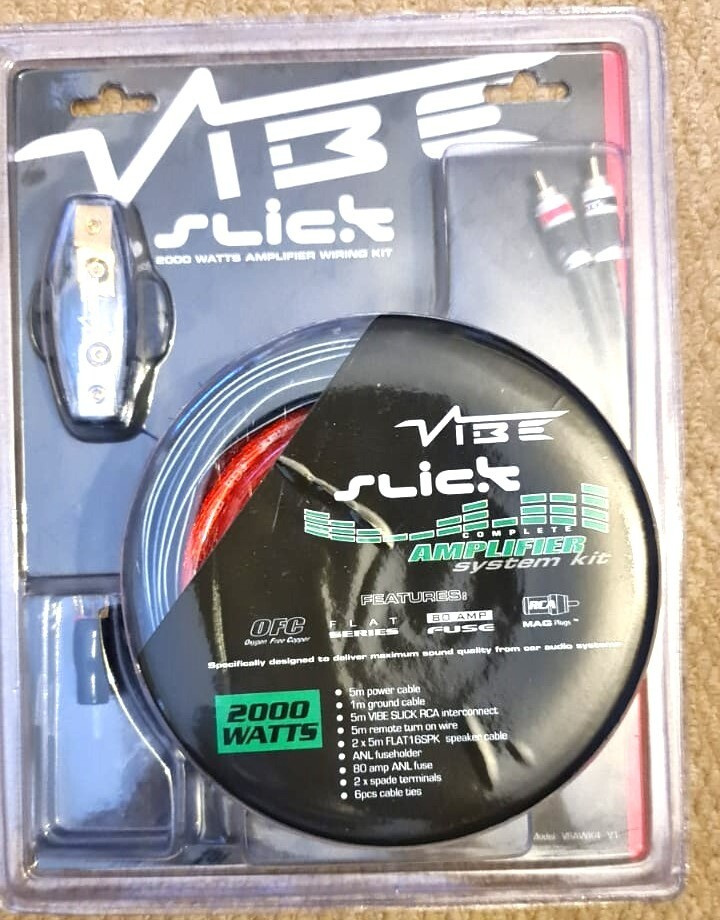 VIBE
SLICK
2000 WATTS AMPLIFIER WIRING KIT
VIBE
SLICK
COMPLETE
AMPLIFIER
system kit
FEATURES:
OFC
Oxygen Free Copper
FLAT
SERIES
80 AMP
FUSE
RCA
MAG Plugs™
Specifically designed to deliver maximum sound quality from car audio systems
2000
WATTS
• 5m power cable
• 1m ground cable
• 5m VIBE SLICK RCA interconnect
• 5m remote turn on wire
• 2 x 5m FLAT16SPK speaker cable
• ANL fuseholder
• 80 amp ANL fuse
• 2 x spade terminals
• 6pcs cable ties
Model: